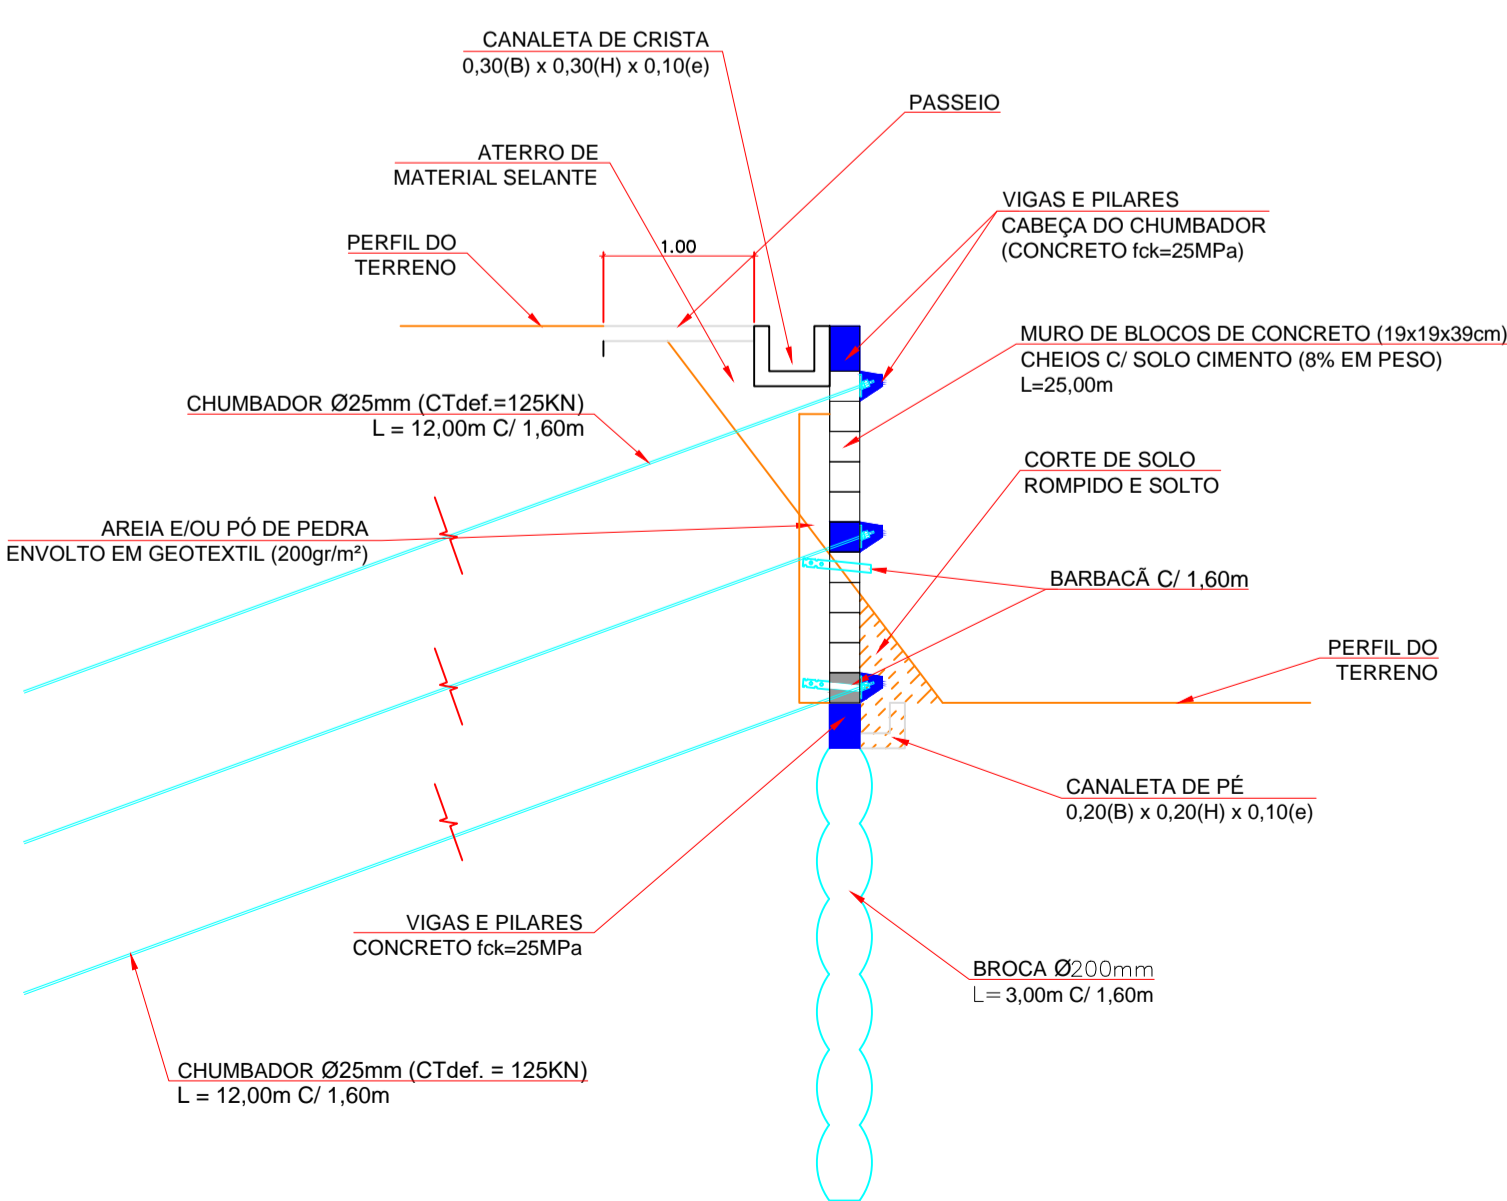 CANALETA DE CRISTA
0,30(B) x 0,30(H) x 0,10(e)
PASSEIO
ATERRO DE
MATERIAL SELANTE
VIGAS E PILARES
CABEÇA DO CHUMBADOR
(CONCRETO fck=25MPa)
PERFIL DO
TERRENO
1.00
MURO DE BLOCOS DE CONCRETO (19x19x39cm)
CHEIOS C/ SOLO CIMENTO (8% EM PESO)
L=25,00m
CHUMBADOR Ø25mm (CTdef.=125KN)
L = 12,00m C/ 1,60m
CORTE DE SOLO
ROMPIDO E SOLTO
AREIA E/OU PÓ DE PEDRA
ENVOLTO EM GEOTEXTIL (200gr/m²)
BARBACÃ C/ 1,60m
PERFIL DO
TERRENO
CANALETA DE PÉ
0,20(B) x 0,20(H) x 0,10(e)
VIGAS E PILARES
CONCRETO fck=25MPa
BROCA Ø200mm
L= 3,00m C/ 1,60m
CHUMBADOR Ø25mm (CTdef. = 125KN)
L = 12,00m C/ 1,60m